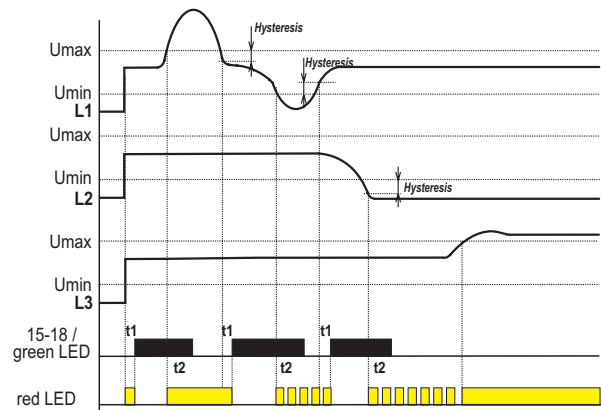 Umax
Hysteresis
Hysteresis
Umin
L1
Umax
Umin
Hysteresis
L2
Umax
Umin
L3
t1 t1 t1
15-18 /
green LED
t2 t2 t2
red LED